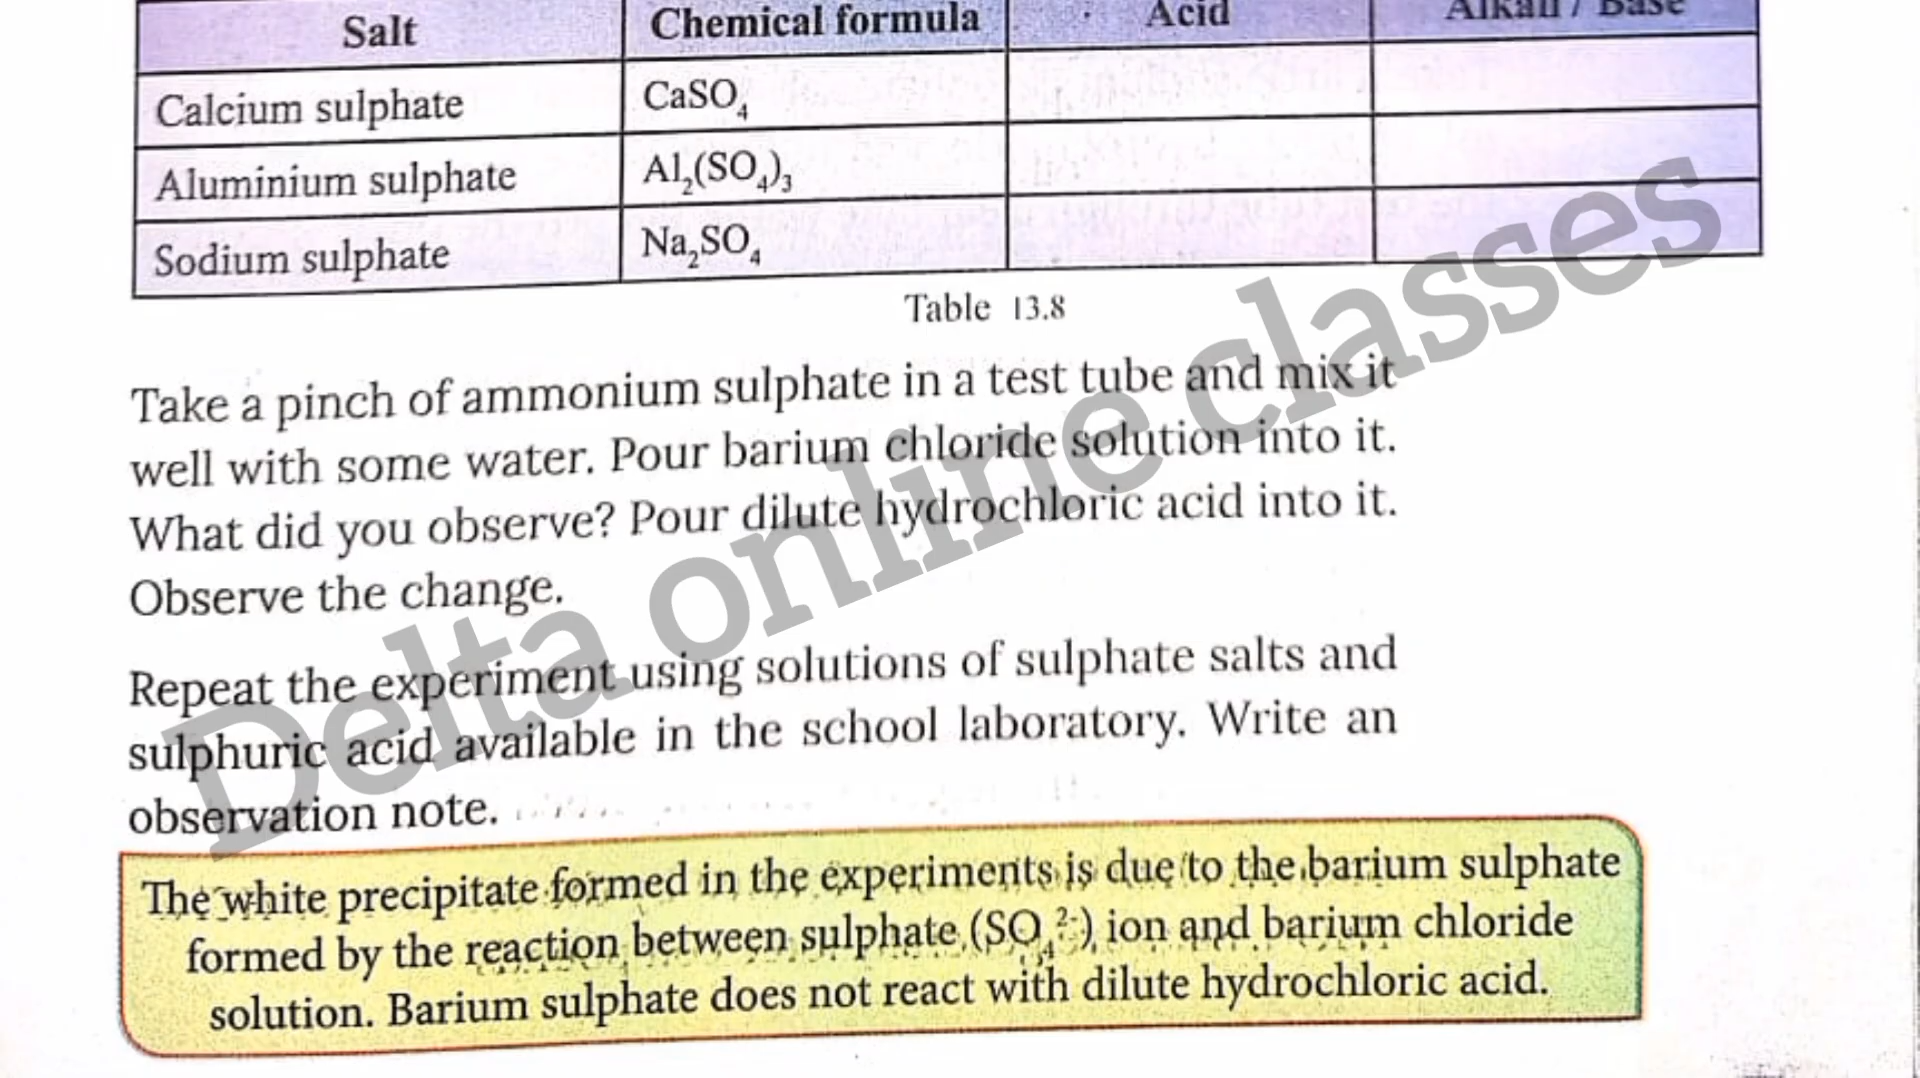 Salt Chemical formula Acid Alkali / Base
Calcium sulphate CaSO₄
Aluminium sulphate Al₂(SO₄)₃
Sodium sulphate Na₂SO₄
Table 13.8
Take a pinch of ammonium sulphate in a test tube and mix it
well with some water. Pour barium chloride solution into it.
What did you observe? Pour dilute hydrochloric acid into it.
Observe the change.
Repeat the experiment using solutions of sulphate salts and
sulphuric acid available in the school laboratory. Write an
observation note.
The white precipitate formed in the experiments is due to the barium sulphate
formed by the reaction between sulphate (SO₄²⁻) ion and barium chloride
solution. Barium sulphate does not react with dilute hydrochloric acid.
Delta online classes